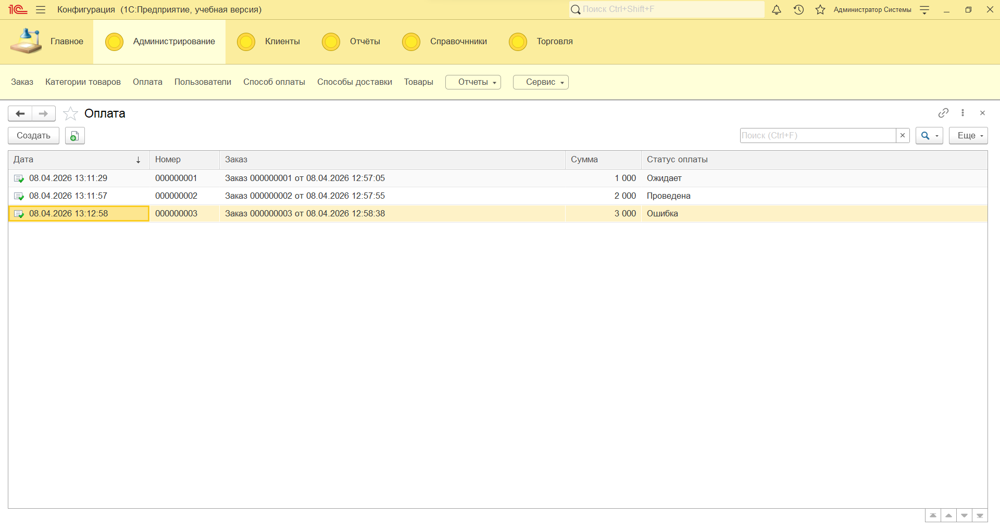 1С Конфигурация (1С:Предприятие, учебная версия) Поиск Ctrl+Shift+F Администратор Системы
Главное Администрирование Клиенты Отчёты Справочнники Торговля
Заказ Категории товаров Оплата Пользователи Способ оплаты Способы доставки Товары Отчеты Сервис
Оплата
Создать Поиск (Ctrl+F) Еще
Дата Номер Заказ Сумма Статус оплаты
08.04.2026 13:11:29 000000001 Заказ 000000001 от 08.04.2026 12:57:05 1 000 Ожидает
08.04.2026 13:11:57 000000002 Заказ 000000002 от 08.04.2026 12:57:55 2 000 Проведена
08.04.2026 13:12:58 000000003 Заказ 000000003 от 08.04.2026 12:58:38 3 000 Ошибка